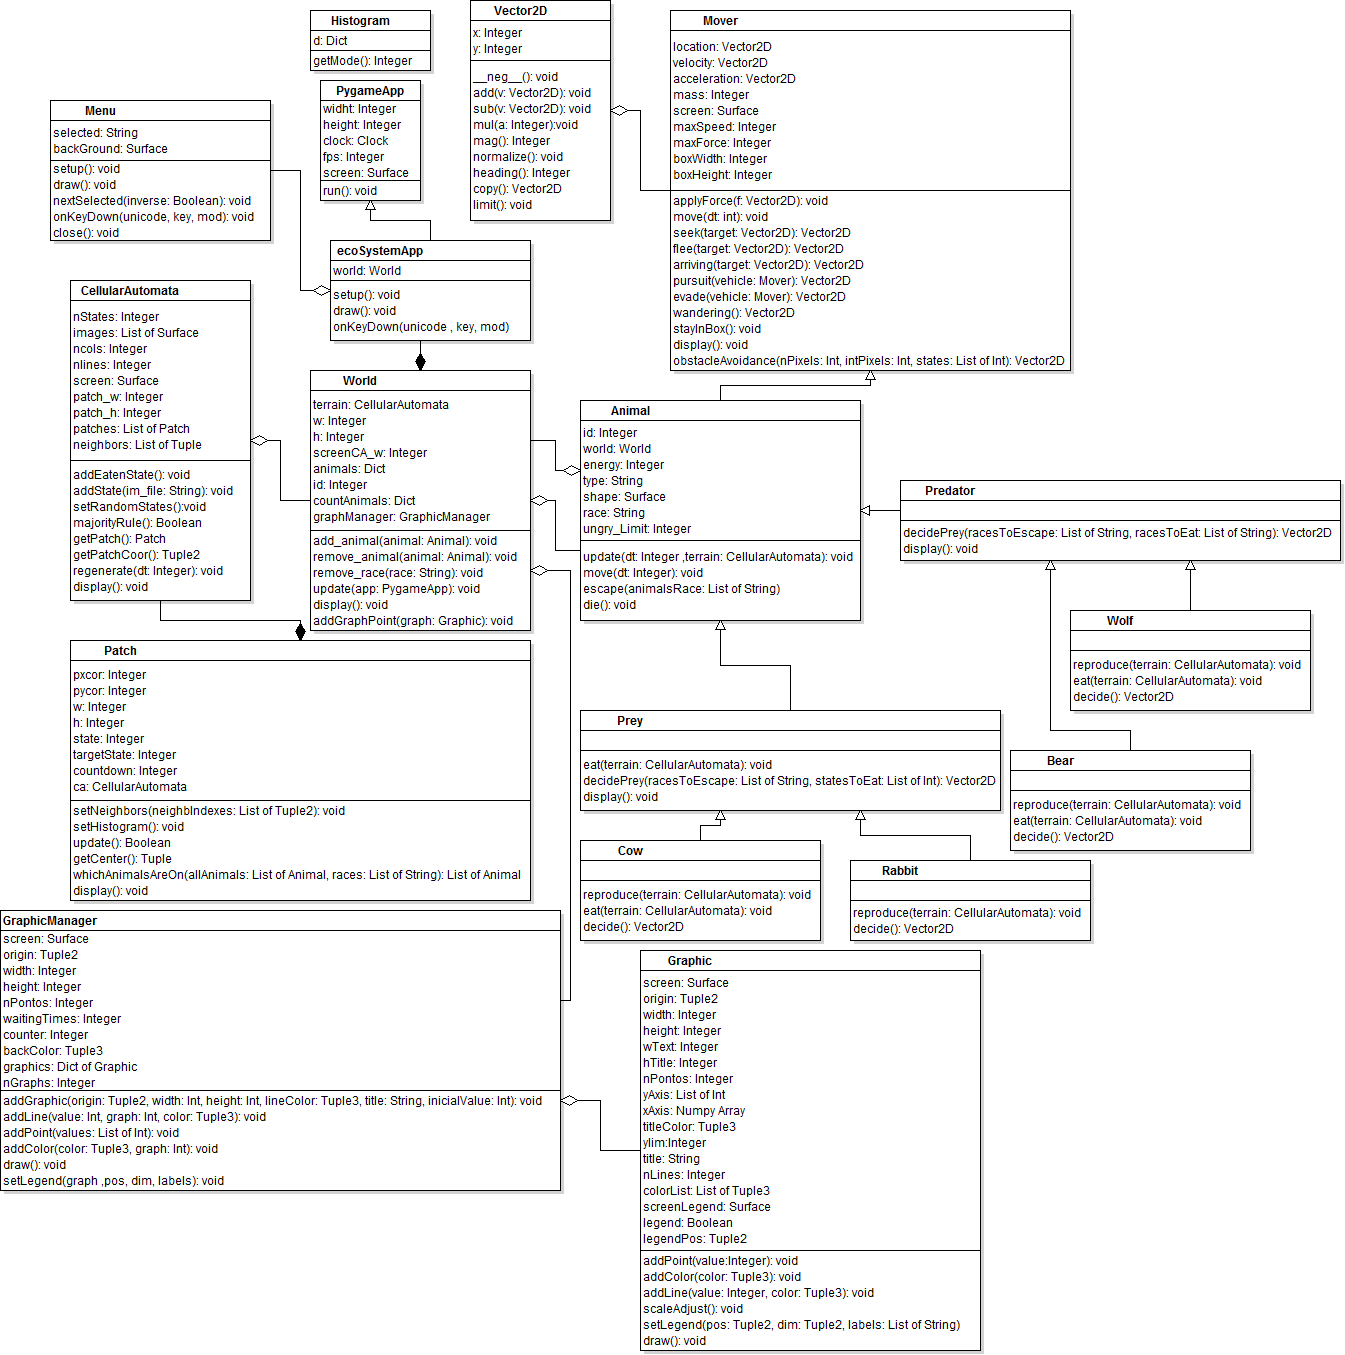 Histogram
d: Dict
getMode(): Integer
Vector2D
x: Integer
y: Integer
__neg__(): void
add(v: Vector2D): void
sub(v: Vector2D): void
mul(a: Integer):void
mag(): Integer
normalize(): void
heading(): Integer
copy(): Vector2D
limit(): void
Mover
location: Vector2D
velocity: Vector2D
acceleration: Vector2D
mass: Integer
screen: Surface
maxSpeed: Integer
maxForce: Integer
boxWidth: Integer
boxHeight: Integer
applyForce(f: Vector2D): void
move(dt: int): void
seek(target: Vector2D): Vector2D
flee(target: Vector2D): Vector2D
arriving(target: Vector2D): Vector2D
pursuit(vehicle: Mover): Vector2D
evade(vehicle: Mover): Vector2D
wandering(): Vector2D
stayInBox(): void
display(): void
obstacleAvoidance(nPixels: Int, intPixels: Int, states: List of Int): Vector2D
PygameApp
widht: Integer
height: Integer
clock: Clock
fps: Integer
screen: Surface
run(): void
Menu
selected: String
backGround: Surface
setup(): void
draw(): void
nextSelected(inverse: Boolean): void
onKeyDown(unicode, key, mod): void
close(): void
ecoSystemApp
world: World
setup(): void
draw(): void
onKeyDown(unicode , key, mod)
CellularAutomata
nStates: Integer
images: List of Surface
ncols: Integer
nlines: Integer
screen: Surface
patch_w: Integer
patch_h: Integer
patches: List of Patch
neighbors: List of Tuple
addEatenState(): void
addState(im_file: String): void
setRandomStates():void
majorityRule(): Boolean
getPatch(): Patch
getPatchCoor(): Tuple2
regenerate(dt: Integer): void
display(): void
World
terrain: CellularAutomata
w: Integer
h: Integer
screenCA_w: Integer
animals: Dict
id: Integer
countAnimals: Dict
graphManager: GraphicManager
add_animal(animal: Animal): void
remove_animal(animal: Animal): void
remove_race(race: String): void
update(app: PygameApp): void
display(): void
addGraphPoint(graph: Graphic): void
Animal
id: Integer
world: World
energy: Integer
type: String
shape: Surface
race: String
ungry_Limit: Integer
update(dt: Integer ,terrain: CellularAutomata): void
move(dt: Integer): void
escape(animalsRace: List of String)
die(): void
Predator
decidePrey(racesToEscape: List of String, racesToEat: List of String): Vector2D
display(): void
Wolf
reproduce(terrain: CellularAutomata): void
eat(terrain: CellularAutomata): void
decide(): Vector2D
Patch
pxcor: Integer
pycor: Integer
w: Integer
h: Integer
state: Integer
targetState: Integer
countdown: Integer
ca: CellularAutomata
setNeighbors(neighbIndexes: List of Tuple2): void
setHistogram(): void
update(): Boolean
getCenter(): Tuple
whichAnimalsAreOn(allAnimals: List of Animal, races: List of String): List of Animal
display(): void
Prey
eat(terrain: CellularAutomata): void
decidePrey(racesToEscape: List of String, statesToEat: List of Int): Vector2D
display(): void
Bear
reproduce(terrain: CellularAutomata): void
eat(terrain: CellularAutomata): void
decide(): Vector2D
Cow
reproduce(terrain: CellularAutomata): void
eat(terrain: CellularAutomata): void
decide(): Vector2D
Rabbit
reproduce(terrain: CellularAutomata): void
decide(): Vector2D
GraphicManager
screen: Surface
origin: Tuple2
width: Integer
height: Integer
nPontos: Integer
waitingTimes: Integer
counter: Integer
backColor: Tuple3
graphics: Dict of Graphic
nGraphs: Integer
addGraphic(origin: Tuple2, width: Int, height: Int, lineColor: Tuple3, title: String, inicialValue: Int): void
addLine(value: Int, graph: Int, color: Tuple3): void
addPoint(values: List of Int): void
addColor(color: Tuple3, graph: Int): void
draw(): void
setLegend(graph ,pos, dim, labels): void
Graphic
screen: Surface
origin: Tuple2
width: Integer
height: Integer
wText: Integer
hTitle: Integer
nPontos: Integer
yAxis: List of Int
xAxis: Numpy Array
titleColor: Tuple3
ylim:Integer
title: String
nLines: Integer
colorList: List of Tuple3
screenLegend: Surface
legend: Boolean
legendPos: Tuple2
addPoint(value:Integer): void
addColor(color: Tuple3): void
addLine(value: Integer, color: Tuple3): void
scaleAdjust(): void
setLegend(pos: Tuple2, dim: Tuple2, labels: List of String)
draw(): void